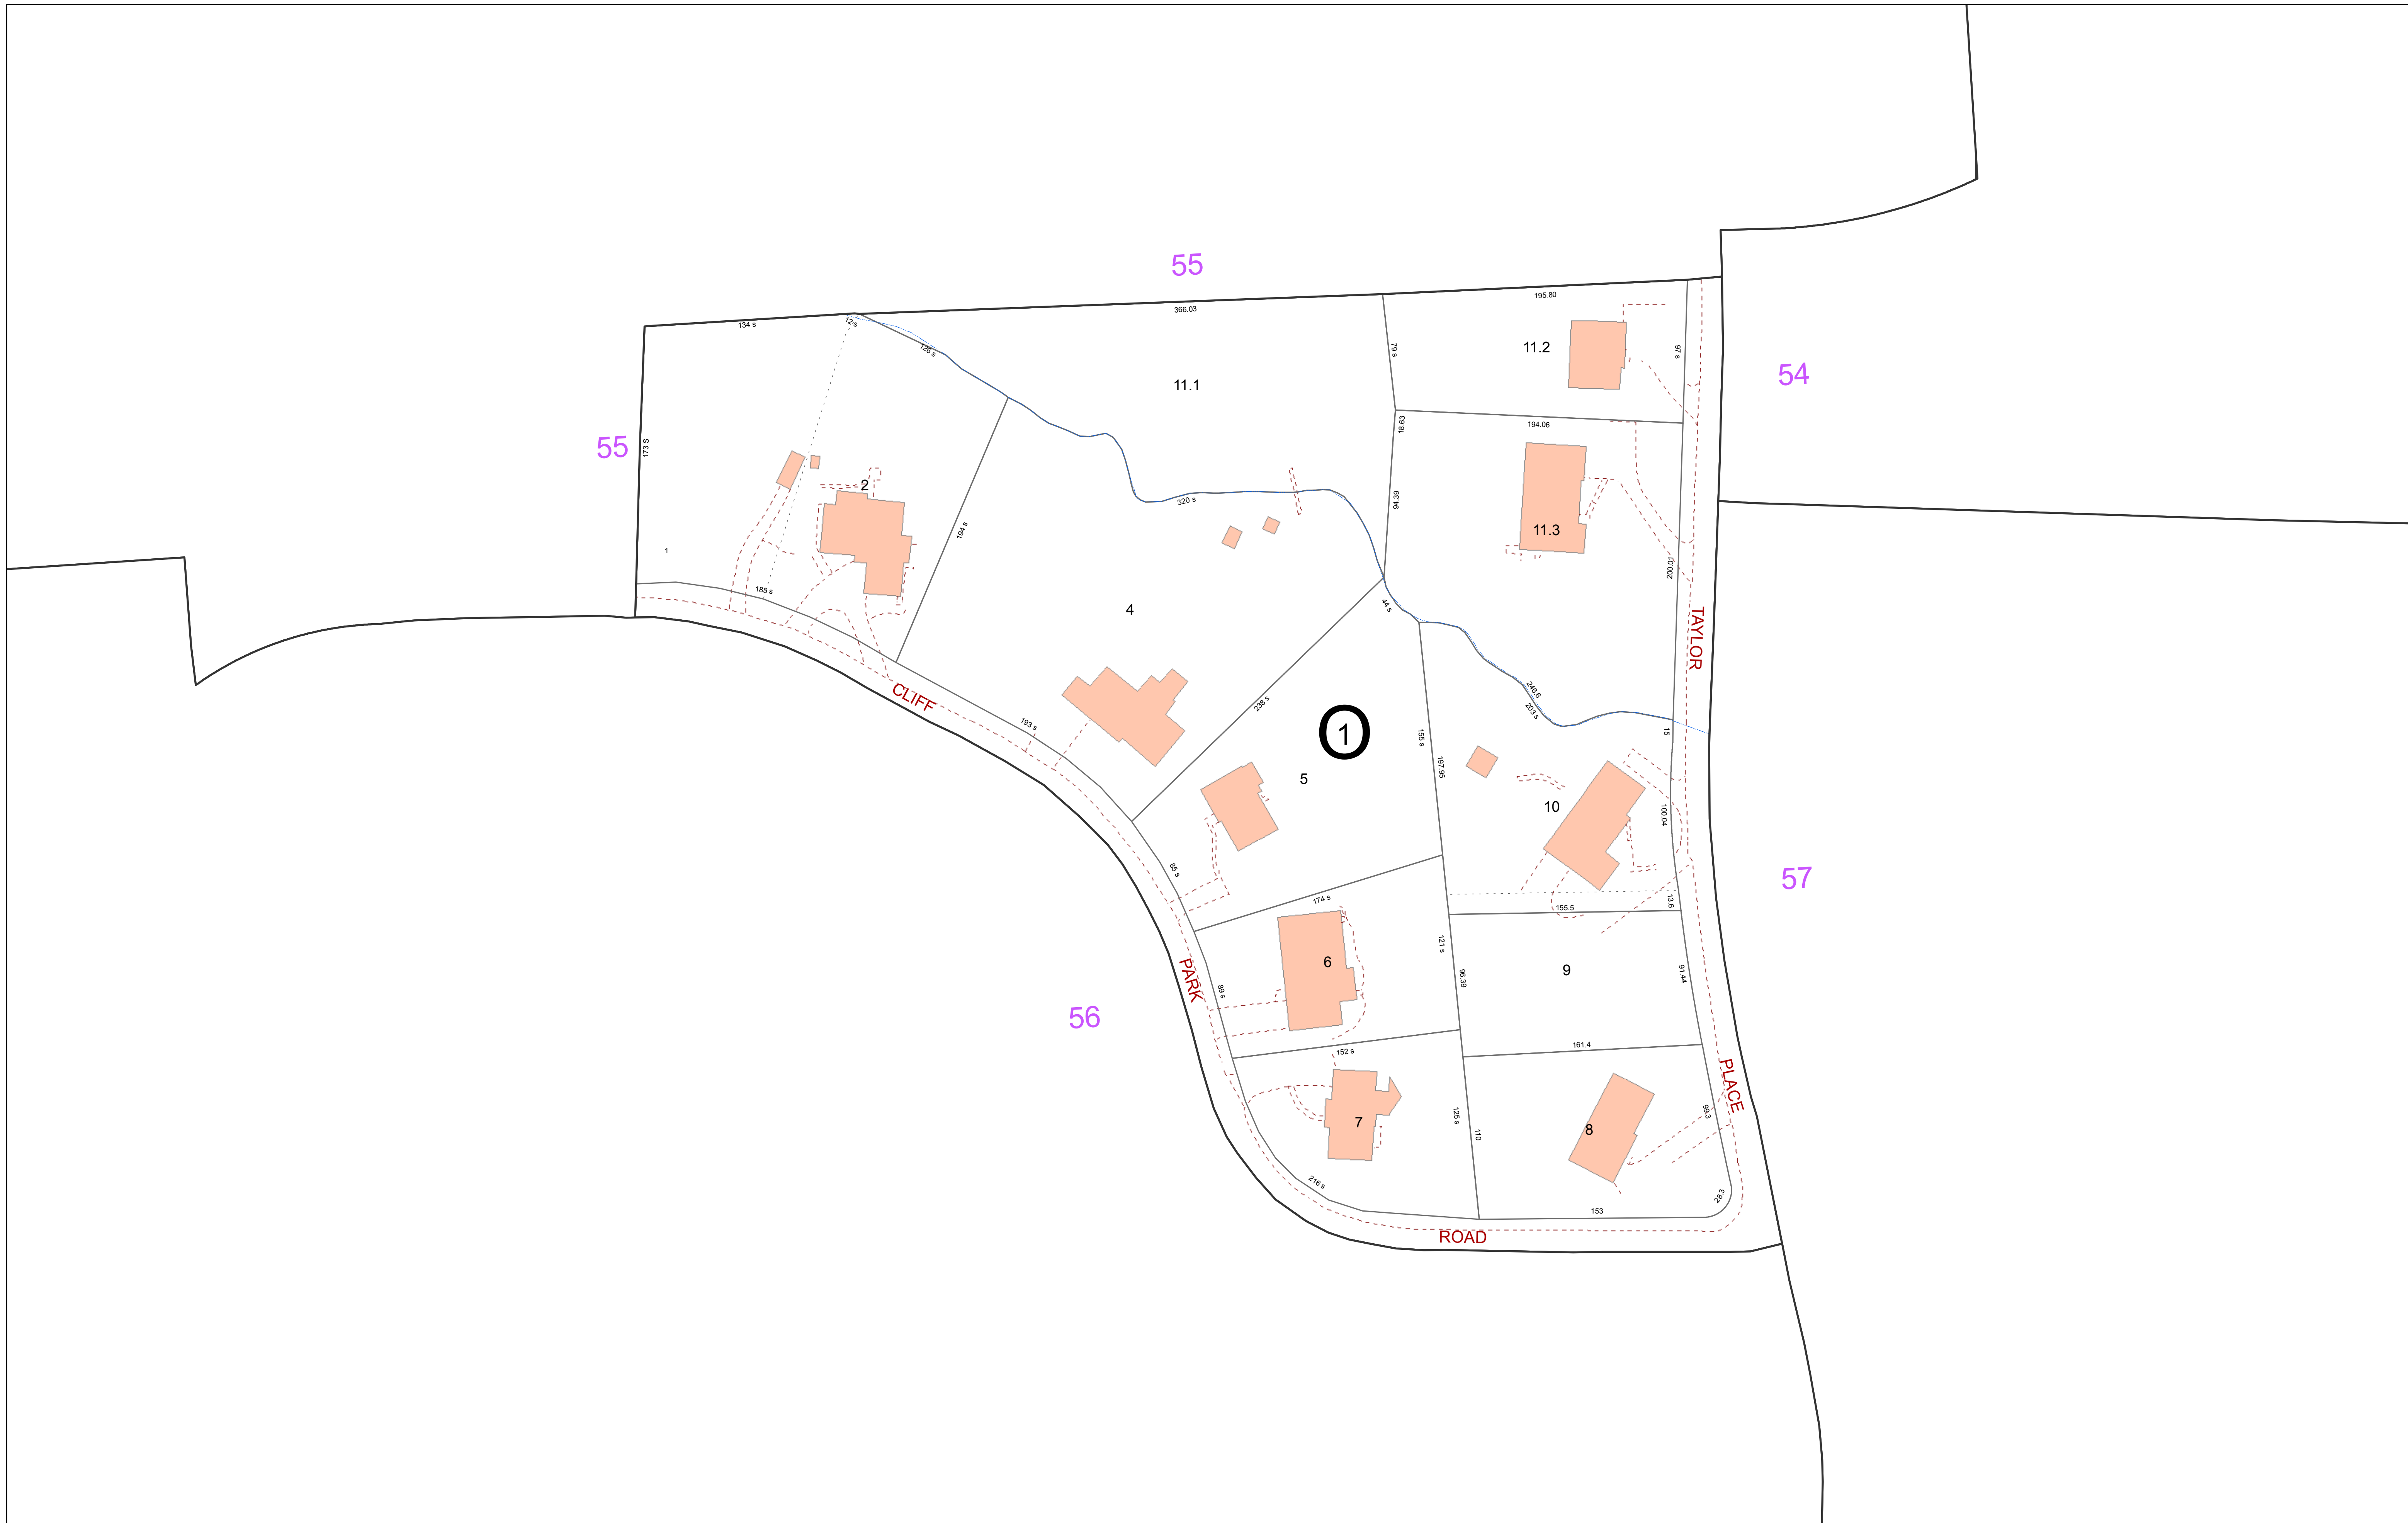 55
366.03
195.80
134 s
12 s
126 s
79 s
11.2
97 s
54
11.1
18.63
194.06
55
173 S
2
320 s
94.39
194 s
11.3
1
185 s
200.01
4
44 s
TAYLOR
CLIFF
238 s
246.6
203 s
193 s
1
155 s
15
197.95
5
10
100.04
85 s
57
174 s
155.5
13.6
121 s
6
9
96.39
91.44
PARK
89 s
56
152 s
161.4
PLACE
7
125 s
110
8
99.3
216 s
28.3
153
ROAD